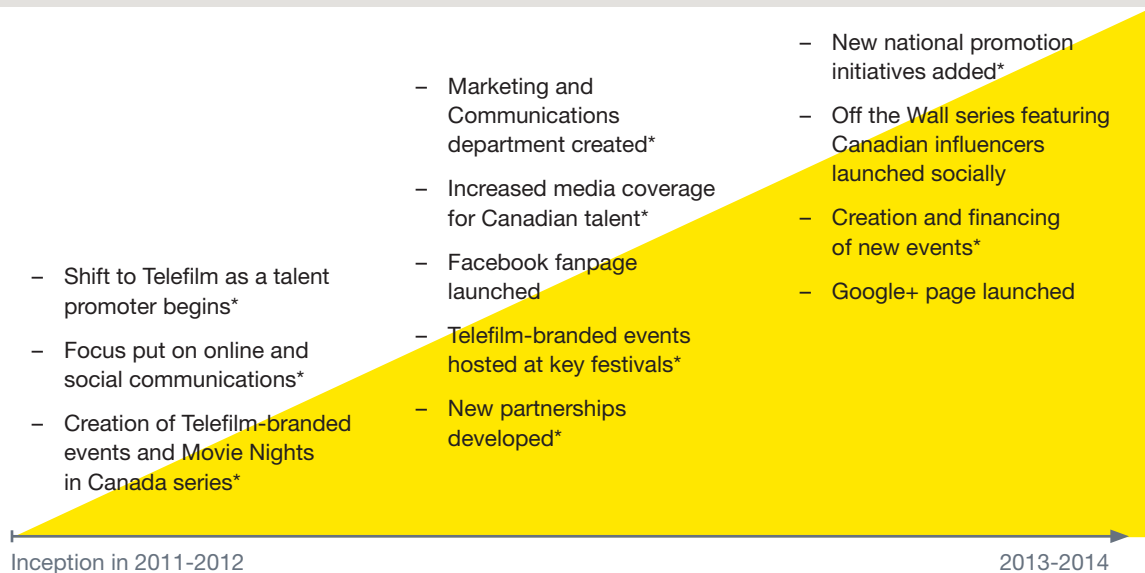 – Shift to Telefilm as a talent
promoter begins*
– Focus put on online and
social communications*
– Creation of Telefilm-branded
events and Movie Nights
in Canada series*
– Marketing and
Communications
department created*
– Increased media coverage
for Canadian talent*
– Facebook fanpage
launched
– Telefilm-branded events
hosted at key festivals*
– New partnerships
developed*
– New national promotion
initiatives added*
– Off the Wall series featuring
Canadian influencers
launched socially
– Creation and financing
of new events*
– Google+ page launched
Inception in 2011-2012
2013-2014